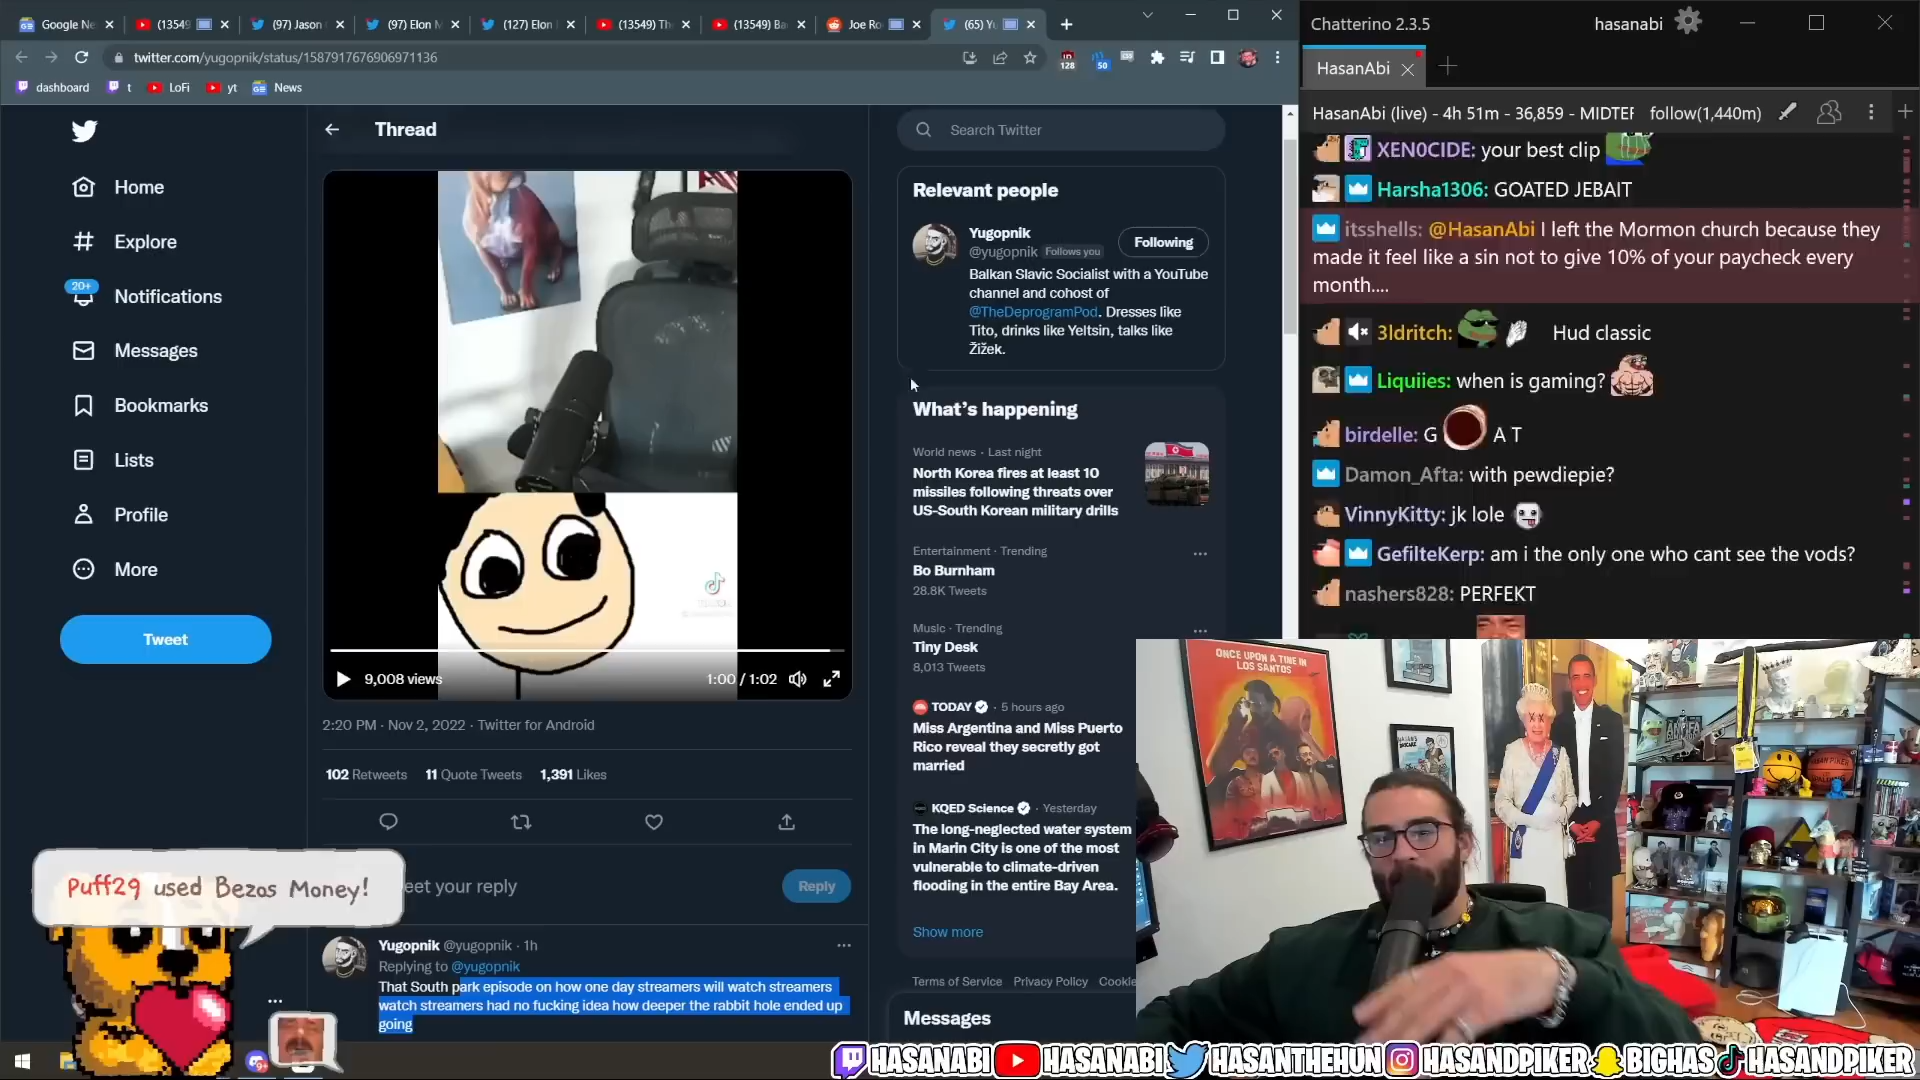 Google Ne
(13549
(97) Jason
(97) Elon M
(127) Elon
(13549) Th
(13549) Ba
Joe Ro
(65) Yu
twitter.com/yugopnik/status/1587917676906971136
128
50
dashboard
t
LoFi
yt
News
Home
Explore
20+
Notifications
Messages
Bookmarks
Lists
Profile
More
Tweet
Thread
9,008 views
1:00 / 1:02
2:20 PM · Nov 2, 2022 · Twitter for Android
102 Retweets 11 Quote Tweets 1,391 Likes
eet your reply
Reply
Yugopnik @yugopnik · 1h
Replying to @yugopnik
That South park episode on how one day streamers will watch streamers
watch streamers had no fucking idea how deeper the rabbit hole ended up
going
Puff29 used Bezos Money!
Search Twitter
Relevant people
Yugopnik
@yugopnik Follows you
Following
Balkan Slavic Socialist with a YouTube
channel and cohost of
@TheDeprogramPod. Dresses like
Tito, drinks like Yeltsin, talks like
Žižek.
What's happening
World news · Last night
North Korea fires at least 10
missiles following threats over
US-South Korean military drills
Entertainment · Trending
Bo Burnham
28.8K Tweets
Music · Trending
Tiny Desk
8,013 Tweets
TODAY · 5 hours ago
Miss Argentina and Miss Puerto
Rico reveal they secretly got
married
KQED Science · Yesterday
The long-neglected water system
in Marin City is one of the most
vulnerable to climate-driven
flooding in the entire Bay Area.
Show more
Terms of Service Privacy Policy Cookie
Messages
Chatterino 2.3.5
hasanabi
HasanAbi
HasanAbi (live) - 4h 51m - 36,859 - MIDTER follow(1,440m)
XEN0CIDE: your best clip
Harsha1306: GOATED JEBAIT
itsshells: @HasanAbi I left the Mormon church because they
made it feel like a sin not to give 10% of your paycheck every
month....
3ldritch: Hud classic
Liquiies: when is gaming?
birdelle: G A T
Damon_Afta: with pewdiepie?
VinnyKitty: jk lole
GefilteKerp: am i the only one who cant see the vods?
nashers828: PERFEKT
ONCE UPON A TIME IN
LOS SANTOS
HASANABI HASANABI HASANTHEHUN HASANDPIKER BIGHAS HASANDPIKER